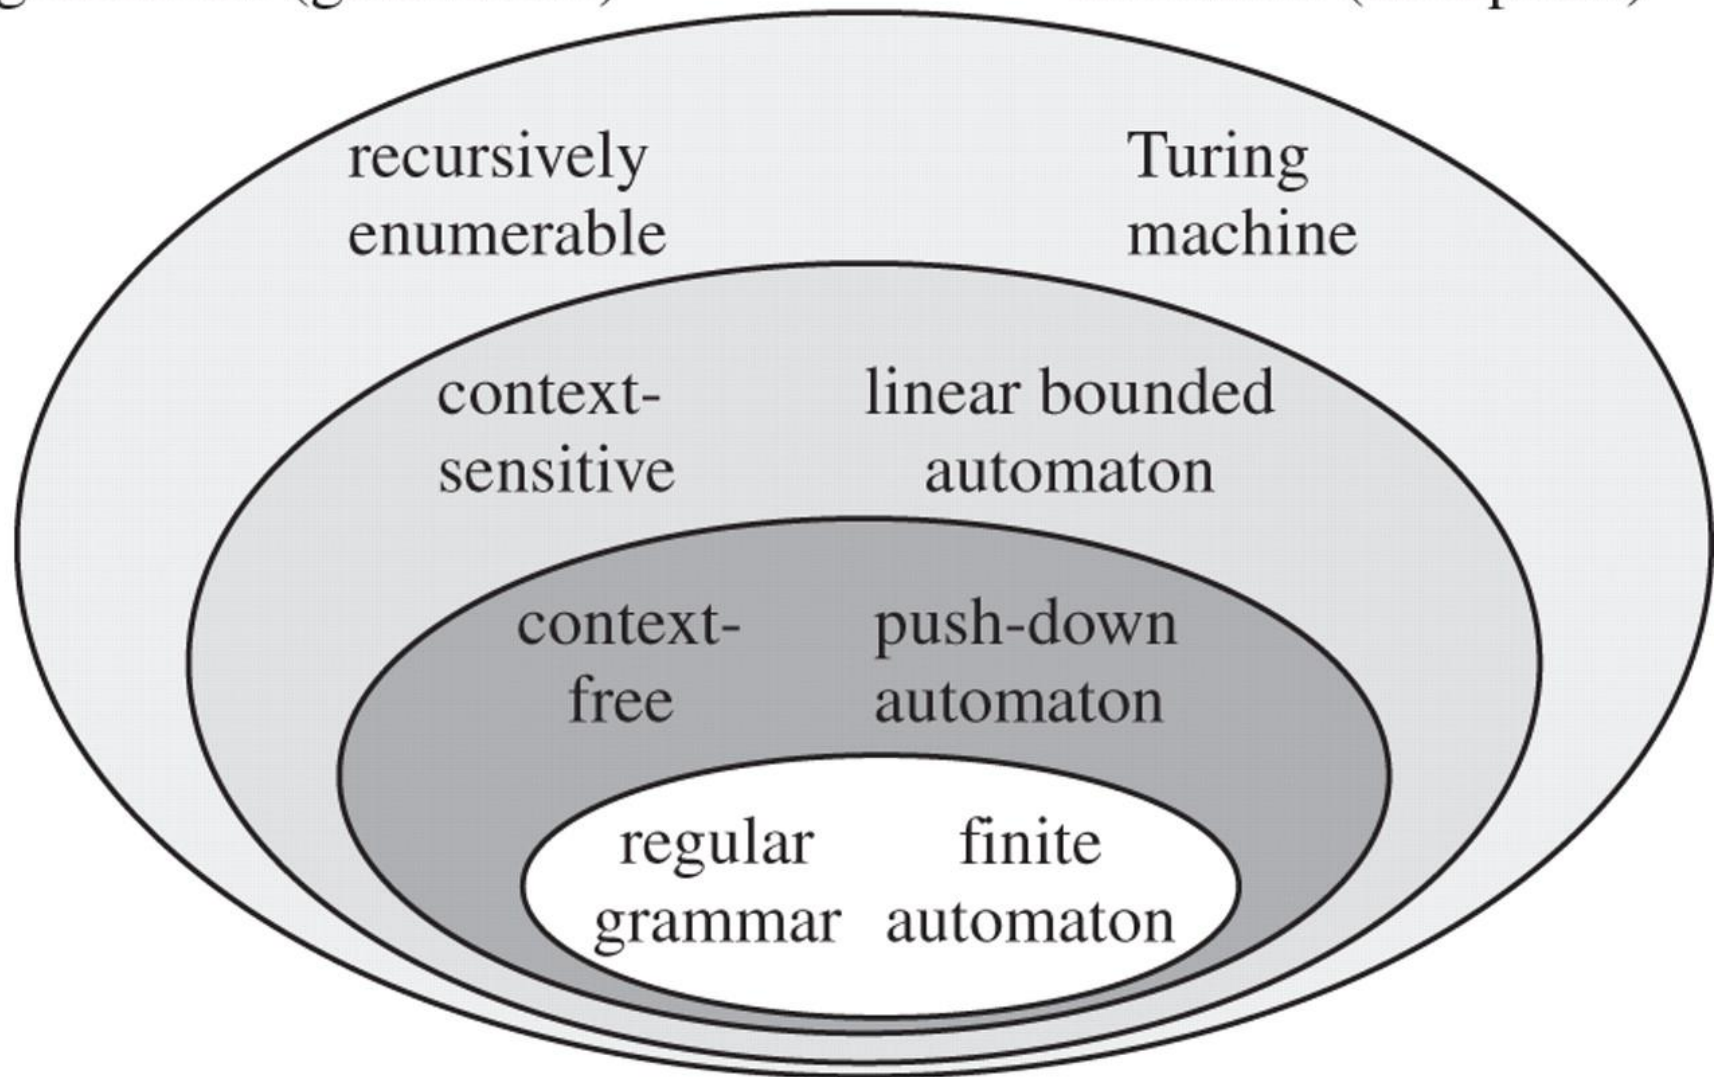 recursively
enumerable
Turing
machine
context-
sensitive
linear bounded
automaton
context-
free
push-down
automaton
regular
grammar
finite
automaton